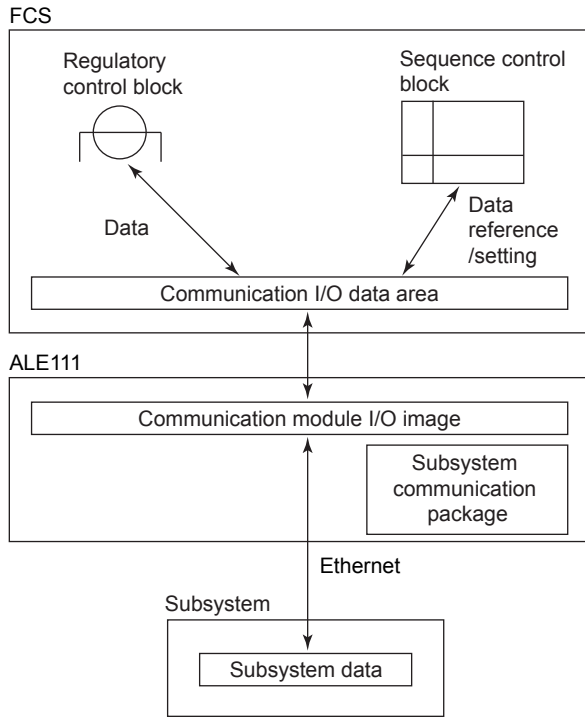 FCS
Regulatory
control block
Sequence control
block
Data
Data
reference
/setting
Communication I/O data area
ALE111
Communication module I/O image
Subsystem
communication
package
Ethernet
Subsystem
Subsystem data